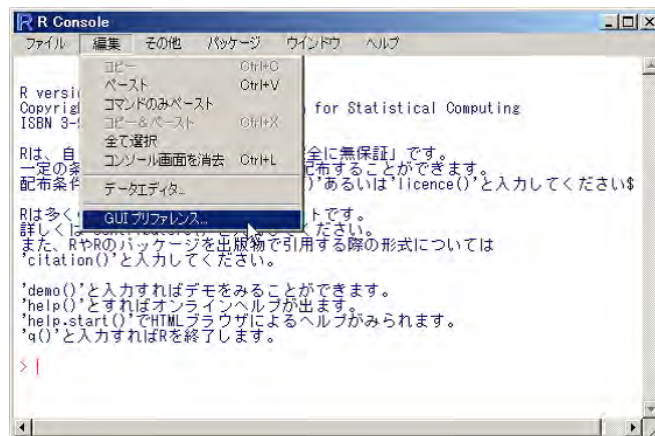 R Console
ファイル 編集 その他 パッケージ ウインドウ ヘルプ
コピー Ctrl+C
ペースト Ctrl+V
コマンドのみペースト
コピー&ペースト Ctrl+X
全て選択
コンソール画面を消去 Ctrl+L
データエディタ...
GUI プリファレンス...
R versi
Copyrig for Statistical Computing
ISBN 3-
Rは、自 全に無保証」です。
一定の条 配布することができます。
配布条件 )'あるいは'licence()'と入力してください$
Rは多く トです。
詳しくは ください。
また、RやRのパッケージを出版物で引用する際の形式については
'citation()'と入力してください。
'demo()'と入力すればデモをみることができます。
'help()'とすればオンラインヘルプが出ます。
'help.start()'でHTMLブラウザによるヘルプがみられます。
'q()'と入力すればRを終了します。
>